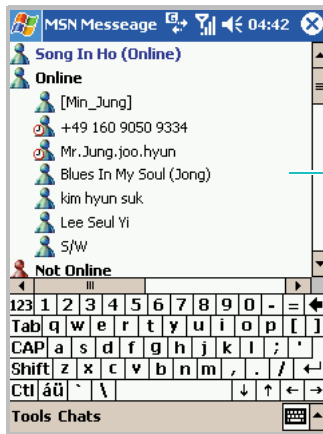 MSN Messeage 04:42
Song In Ho (Online)
Online
[Min_Jung]
+49 160 9050 9334
Mr.Jung.joo.hyun
Blues In My Soul (Jong)
kim hyun suk
Lee Seul Yi
S/W
Not Online
123 1 2 3 4 5 6 7 8 9 0 - =
Tab q w e r t y u i o p [ ]
CAP a s d f g h j k l ; '
Shift z x c v b n m , . /
Ctl áü ` \ ↓ ↑ ← →
Tools Chats